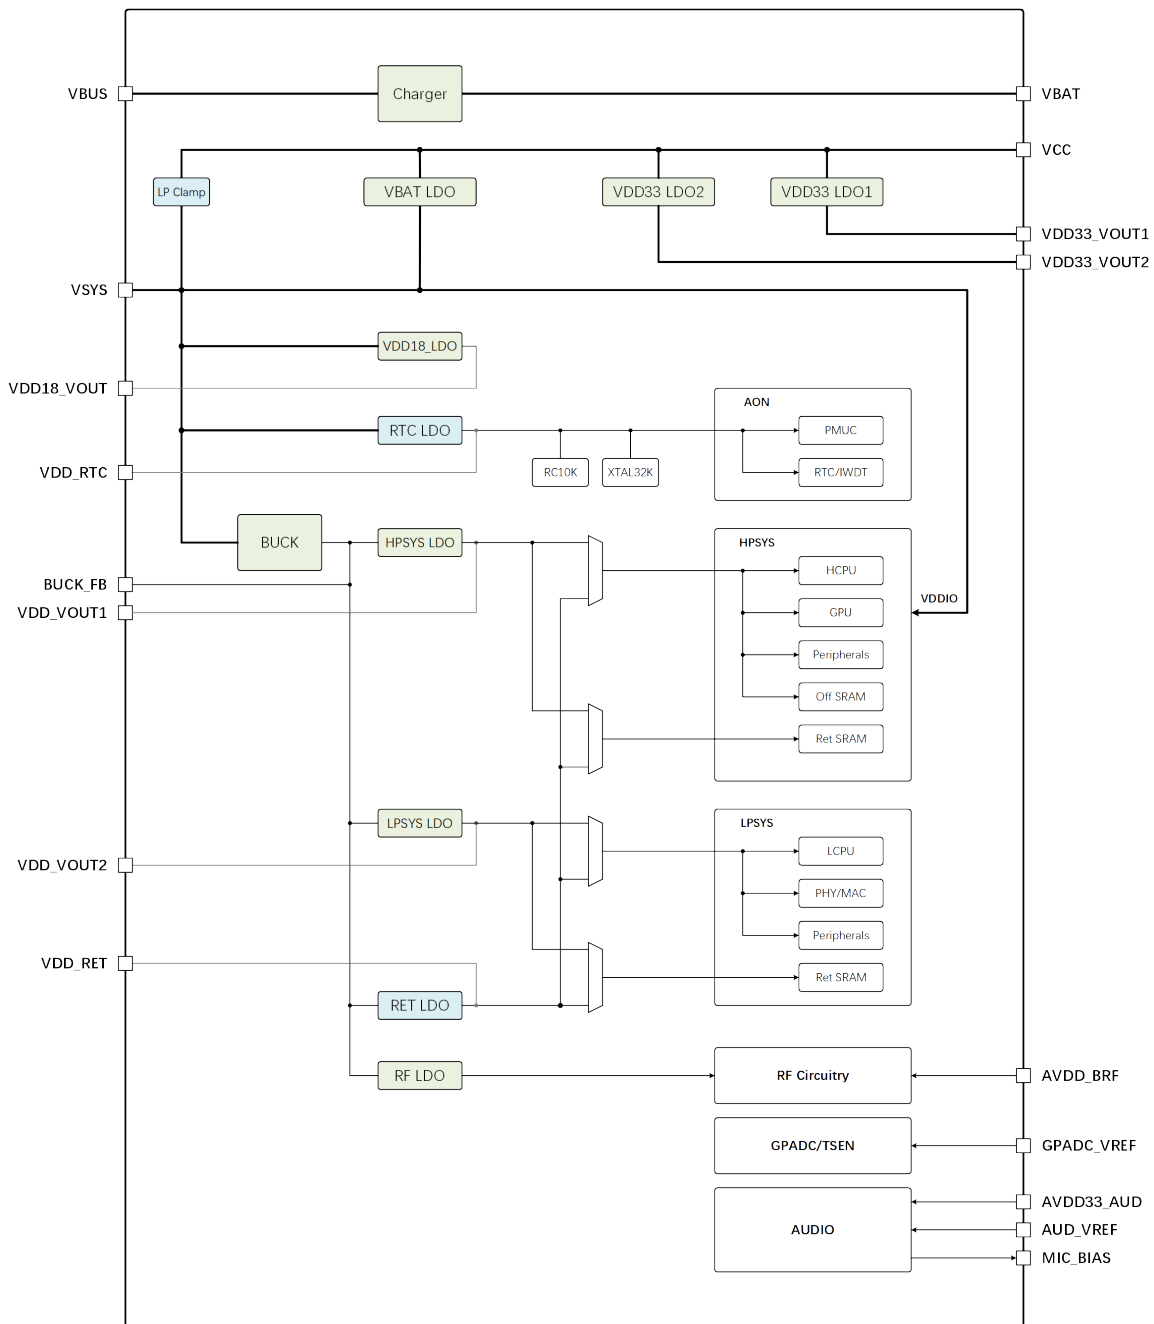 VBUS
Charger
VBAT
VCC
LP Clamp
VBAT LDO
VDD33 LDO2
VDD33 LDO1
VDD33_VOUT1
VDD33_VOUT2
VSYS
VDD18_LDO
VDD18_VOUT
AON
RTC LDO
PMUC
VDD_RTC
RC10K
XTAL32K
RTC/IWDT
BUCK
HPSYS LDO
HPSYS
HCPU
BUCK_FB
VDDIO
VDD_VOUT1
GPU
Peripherals
Off SRAM
Ret SRAM
LPSYS LDO
LPSYS
LCPU
VDD_VOUT2
PHY/MAC
Peripherals
VDD_RET
Ret SRAM
RET LDO
RF LDO
RF Circuitry
AVDD_BRF
GPADC/TSEN
GPADC_VREF
AVDD33_AUD
AUDIO
AUD_VREF
MIC_BIAS